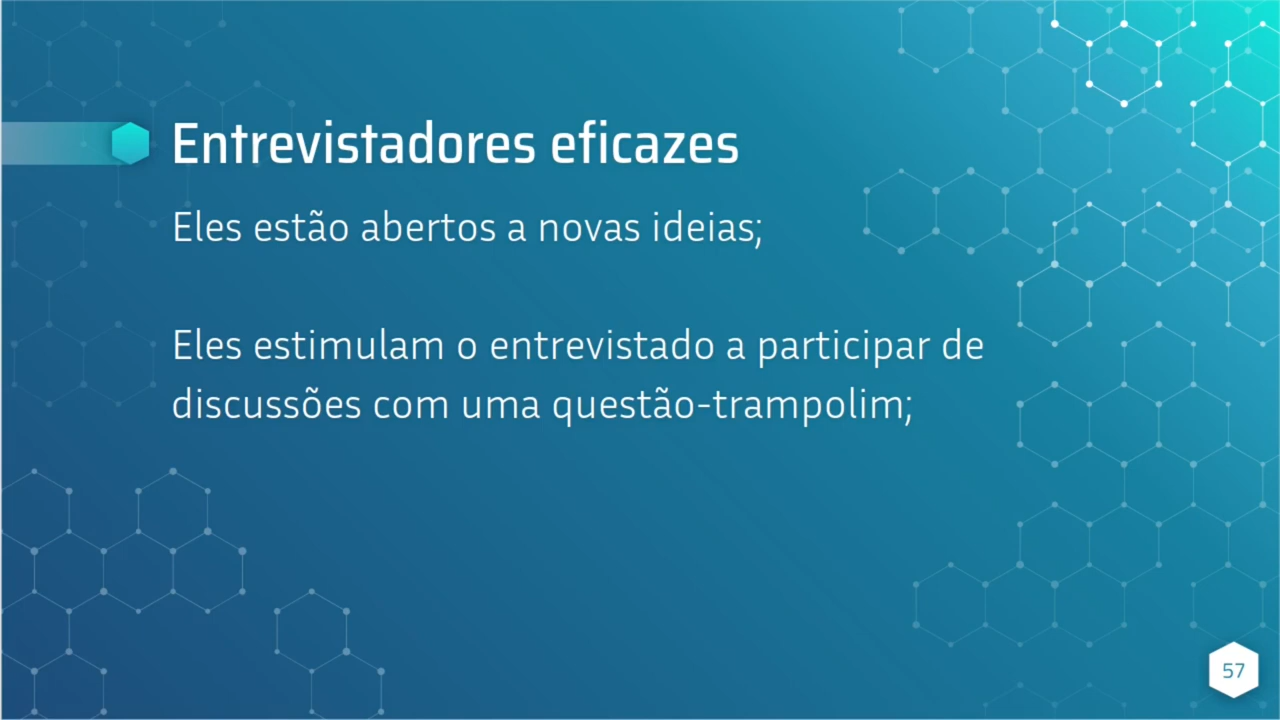 Entrevistadores eficazes
Eles estão abertos a novas ideias;
Eles estimulam o entrevistado a participar de
discussões com uma questão-trampolim;
57